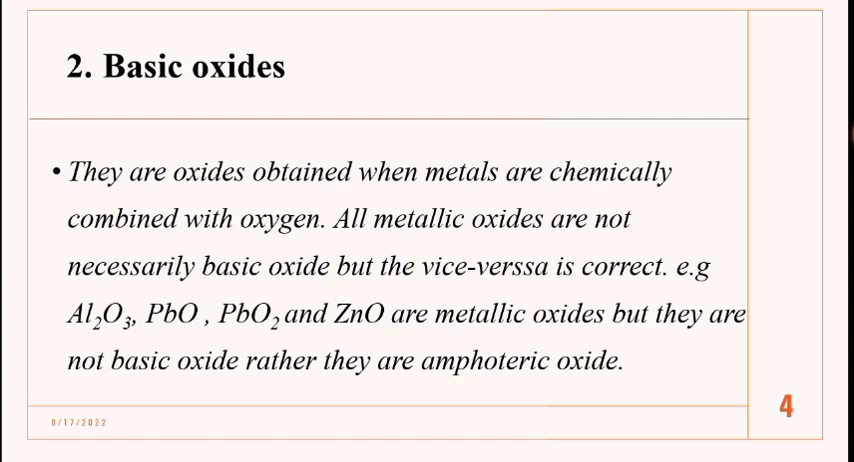 2. Basic oxides
• They are oxides obtained when metals are chemically
combined with oxygen. All metallic oxides are not
necessarily basic oxide but the vice-verssa is correct. e.g
Al₂O₃, PbO , PbO₂ and ZnO are metallic oxides but they are
not basic oxide rather they are amphoteric oxide.
4
8/17/2022